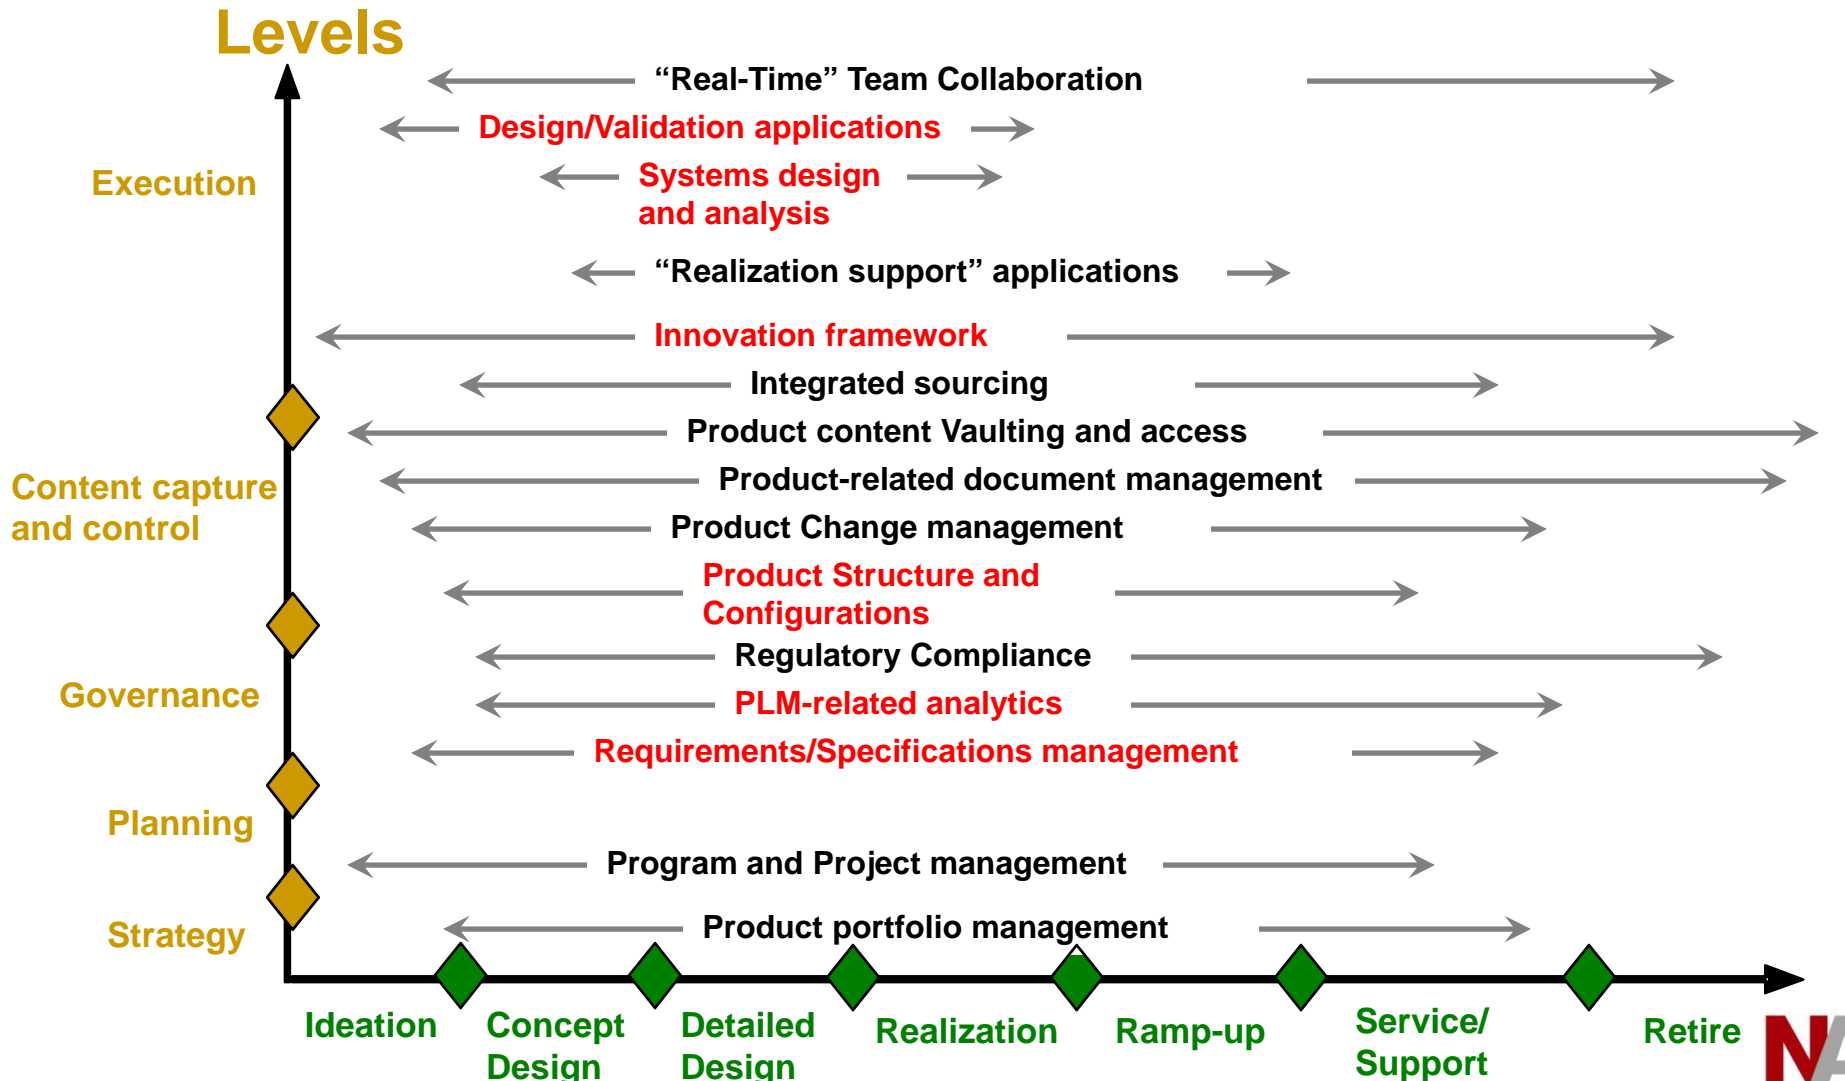 Levels
“Real-Time” Team Collaboration
Design/Validation applications
Execution
Systems design
and analysis
“Realization support” applications
Innovation framework
Integrated sourcing
Product content Vaulting and access
Content capture
and control
Product-related document management
Product Change management
Product Structure and
Configurations
Regulatory Compliance
Governance
PLM-related analytics
Requirements/Specifications management
Planning
Program and Project management
Strategy
Product portfolio management
Ideation
Concept
Design
Detailed
Design
Realization
Ramp-up
Service/
Support
Retire